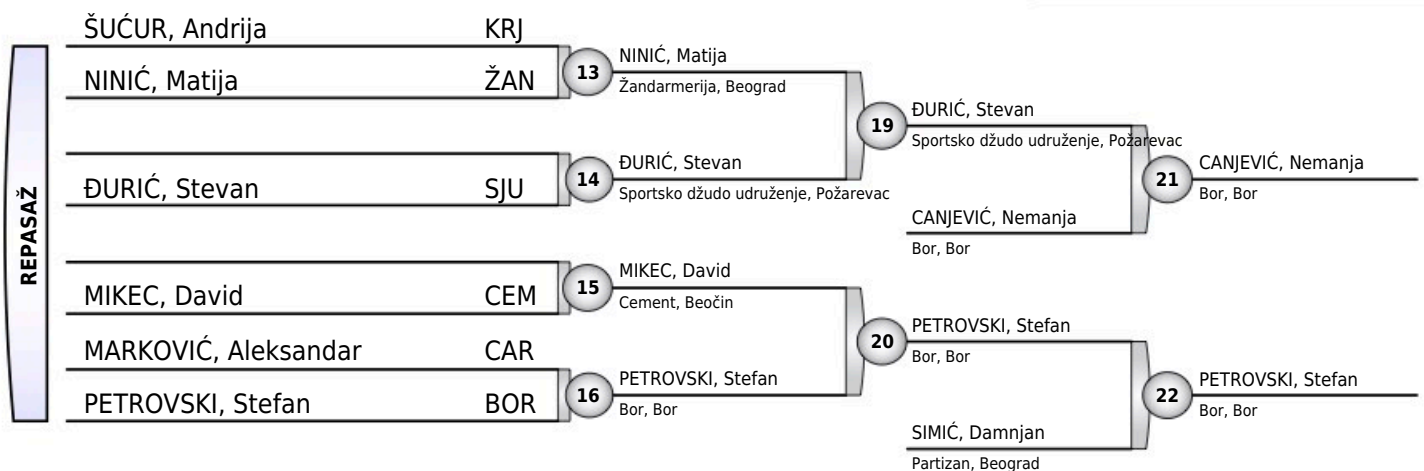 REPASAŽ
ŠUĆUR, Andrija KRJ
NINIĆ, Matija ŽAN
ĐURIĆ, Stevan SJU
MIKEC, David CEM
MARKOVIĆ, Aleksandar CAR
PETROVSKI, Stefan BOR
13
NINIĆ, Matija
Žandarmerija, Beograd
14
ĐURIĆ, Stevan
Sportsko džudo udruženje, Požarevac
15
MIKEC, David
Cement, Beočin
16
PETROVSKI, Stefan
Bor, Bor
19
ĐURIĆ, Stevan
Sportsko džudo udruženje, Požarevac
CANJEVIĆ, Nemanja
Bor, Bor
20
PETROVSKI, Stefan
Bor, Bor
SIMIĆ, Damnjan
Partizan, Beograd
21
CANJEVIĆ, Nemanja
Bor, Bor
22
PETROVSKI, Stefan
Bor, Bor